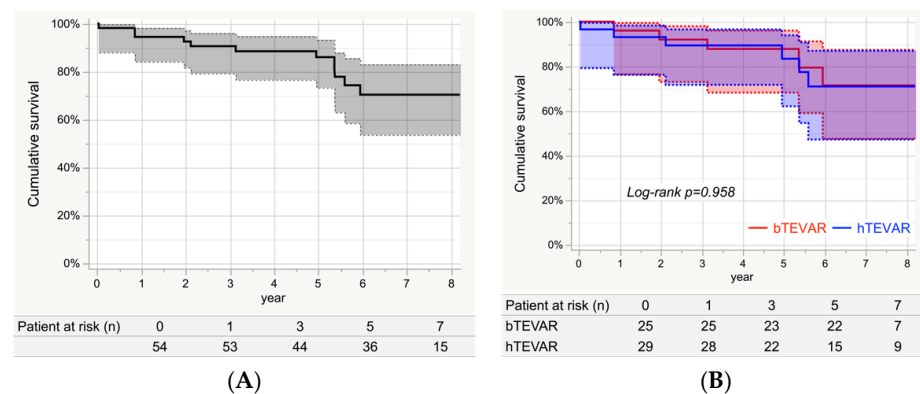 100%
80%
60%
40%
20%
0%
Cumulative survival
0 1 2 3 4 5 6 7 8
year
Patient at risk (n) 0 1 3 5 7
54 53 44 36 15
(A)
100%
80%
60%
40%
20%
0%
Cumulative survival
Log-rank p=0.958
bTEVAR hTEVAR
0 1 2 3 4 5 6 7 8
year
Patient at risk (n) 0 1 3 5 7
bTEVAR 25 25 23 22 7
hTEVAR 29 28 22 15 9
(B)